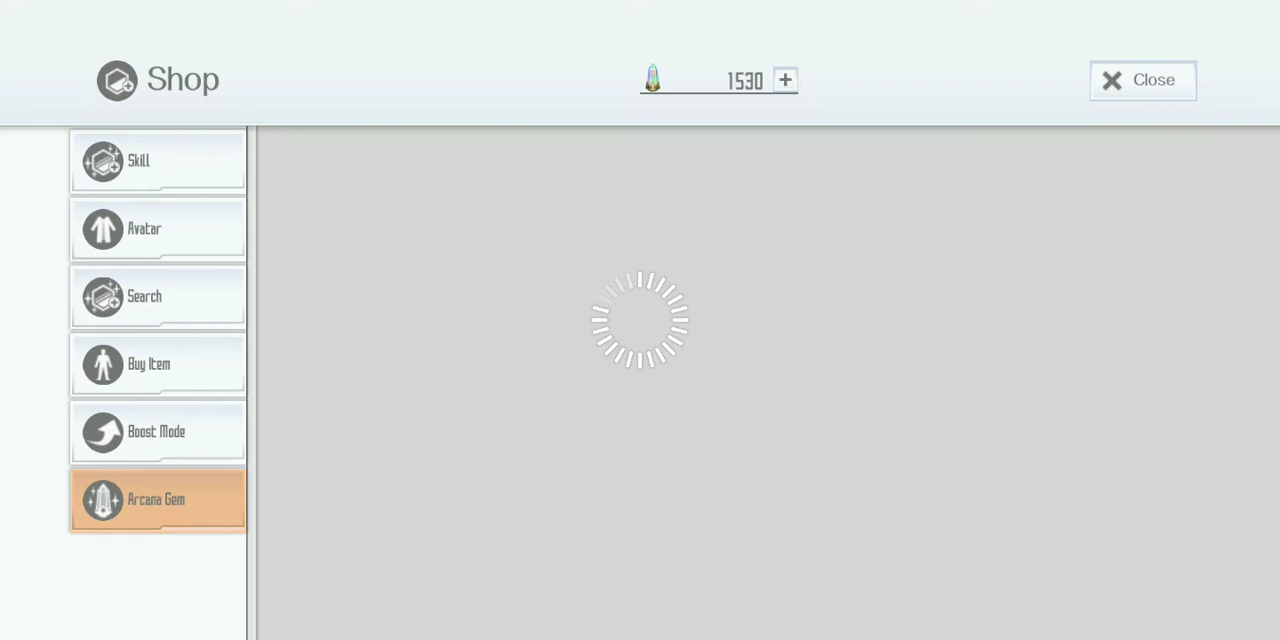 Shop
1530
Close
Skill
Avatar
Search
Buy Item
Boost Mode
Arcana Gem